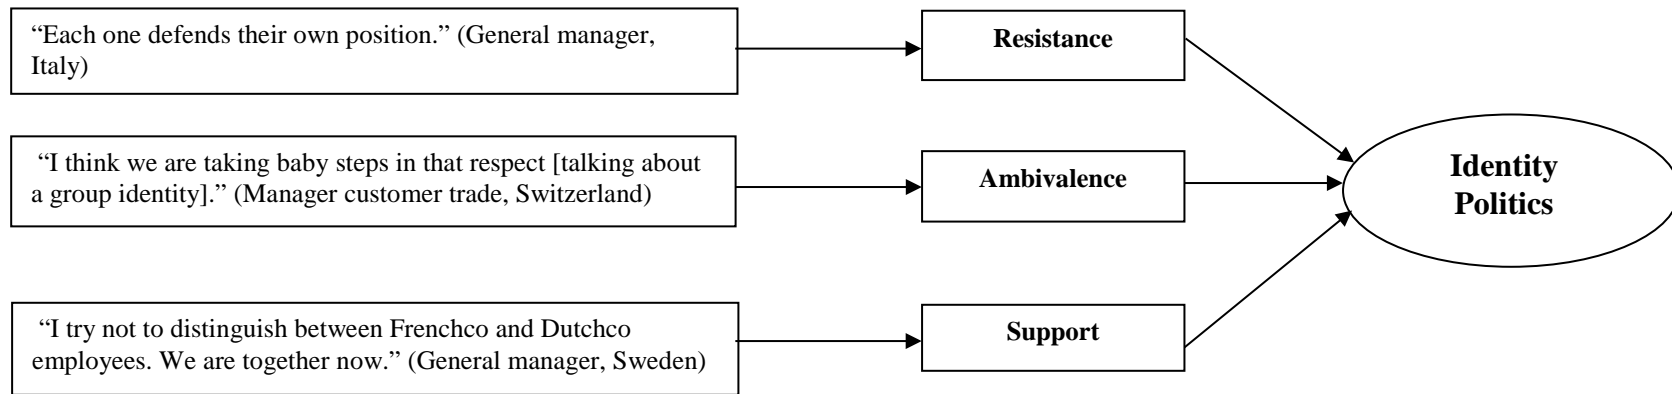 “Each one defends their own position.” (General manager,
Italy)
Resistance
“I think we are taking baby steps in that respect [talking about
a group identity].” (Manager customer trade, Switzerland)
Ambivalence
Identity
Politics
“I try not to distinguish between Frenchco and Dutchco
employees. We are together now.” (General manager, Sweden)
Support